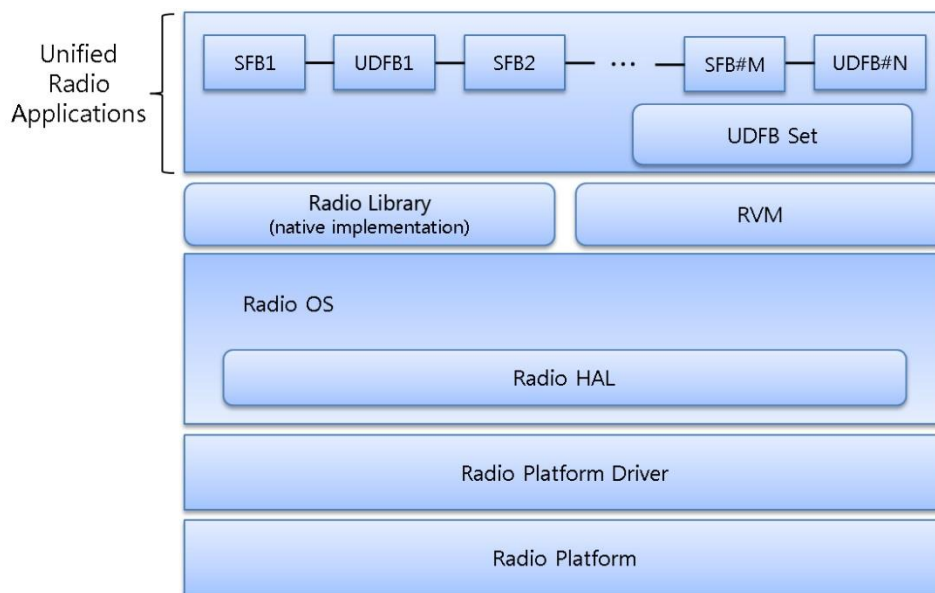 Unified
Radio
Applications
SFB1
UDFB1
SFB2
...
SFB#M
UDFB#N
UDFB Set
Radio Library
(native implementation)
RVM
Radio OS
Radio HAL
Radio Platform Driver
Radio Platform